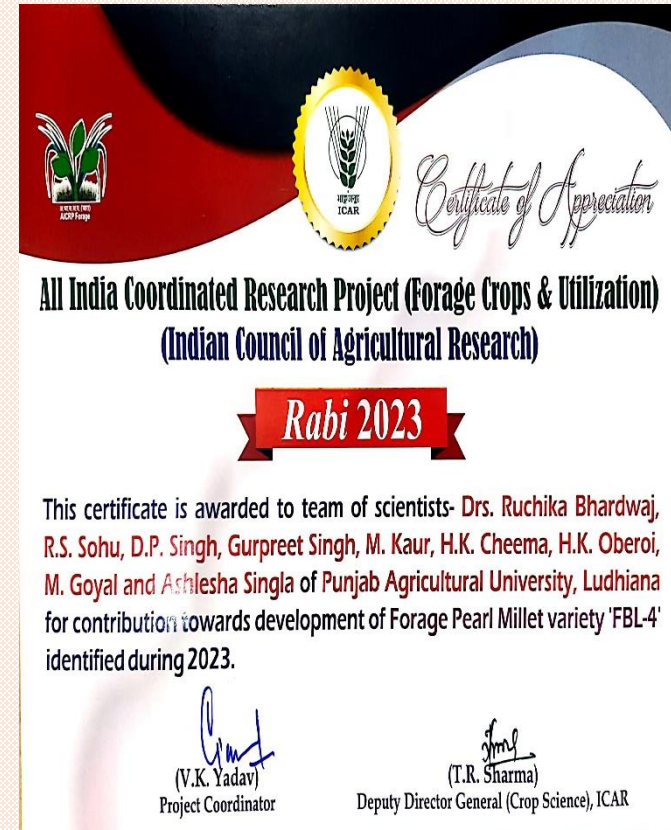 Certificate of Appreciation
ICAR
AICRP Forage
All India Coordinated Research Project (Forage Crops & Utilization)
(Indian Council of Agricultural Research)
Rabi 2023
This certificate is awarded to team of scientists- Drs. Ruchika Bhardwaj,
R.S. Sohu, D.P. Singh, Gurpreet Singh, M. Kaur, H.K. Cheema, H.K. Oberoi,
M. Goyal and Ashlesha Singla of Punjab Agricultural University, Ludhiana
for contribution towards development of Forage Pearl Millet variety 'FBL-4'
identified during 2023.
(V.K. Yadav)
Project Coordinator
(T.R. Sharma)
Deputy Director General (Crop Science), ICAR